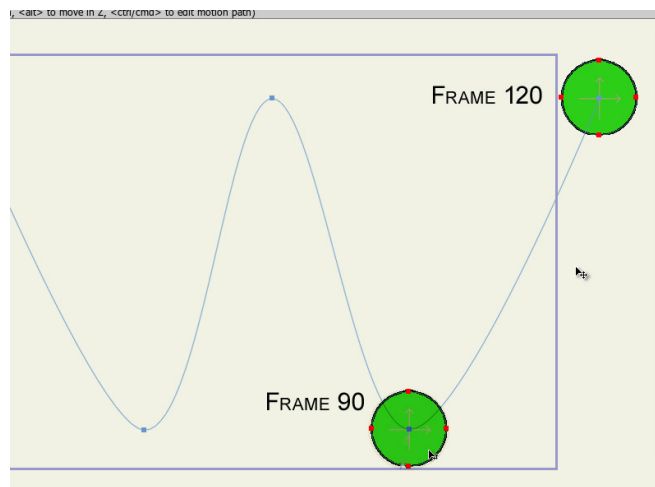 , <alt> to move in Z, <ctrl/cmd> to edit motion path)
FRAME 120
FRAME 90